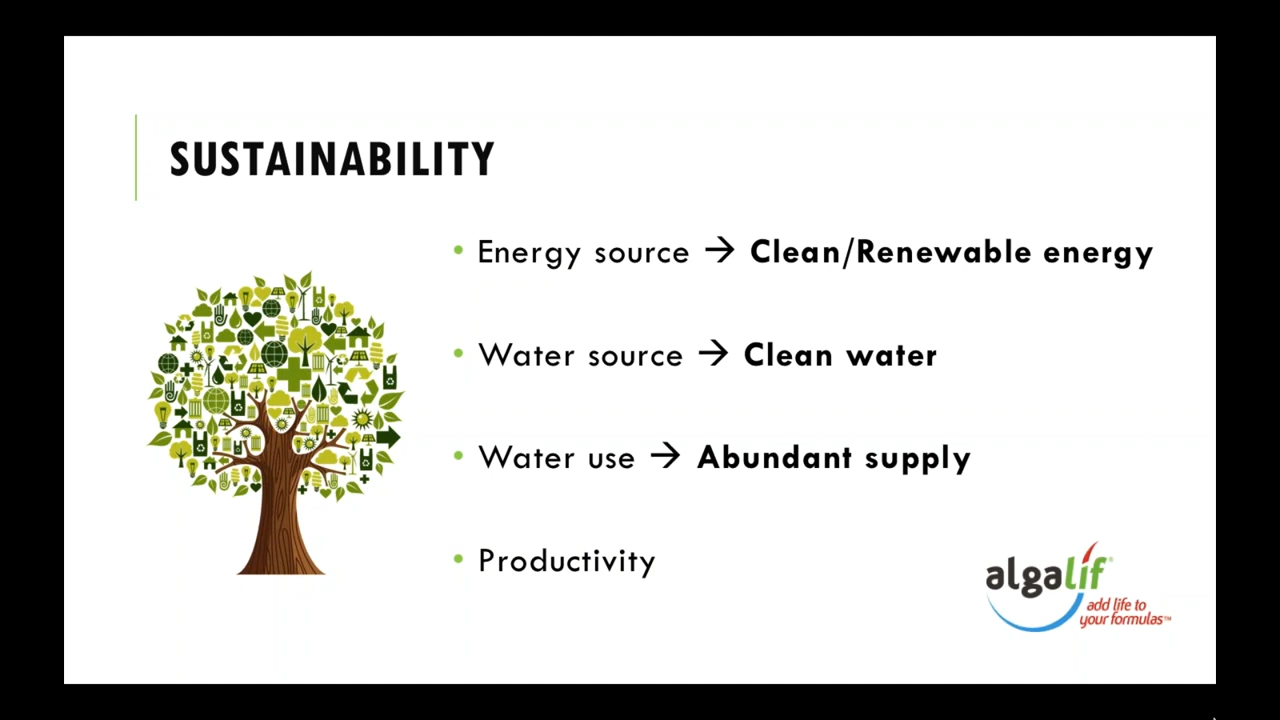 SUSTAINABILITY
• Energy source → Clean/Renewable energy
• Water source → Clean water
• Water use → Abundant supply
• Productivity
algalif®
add life to
your formulas™